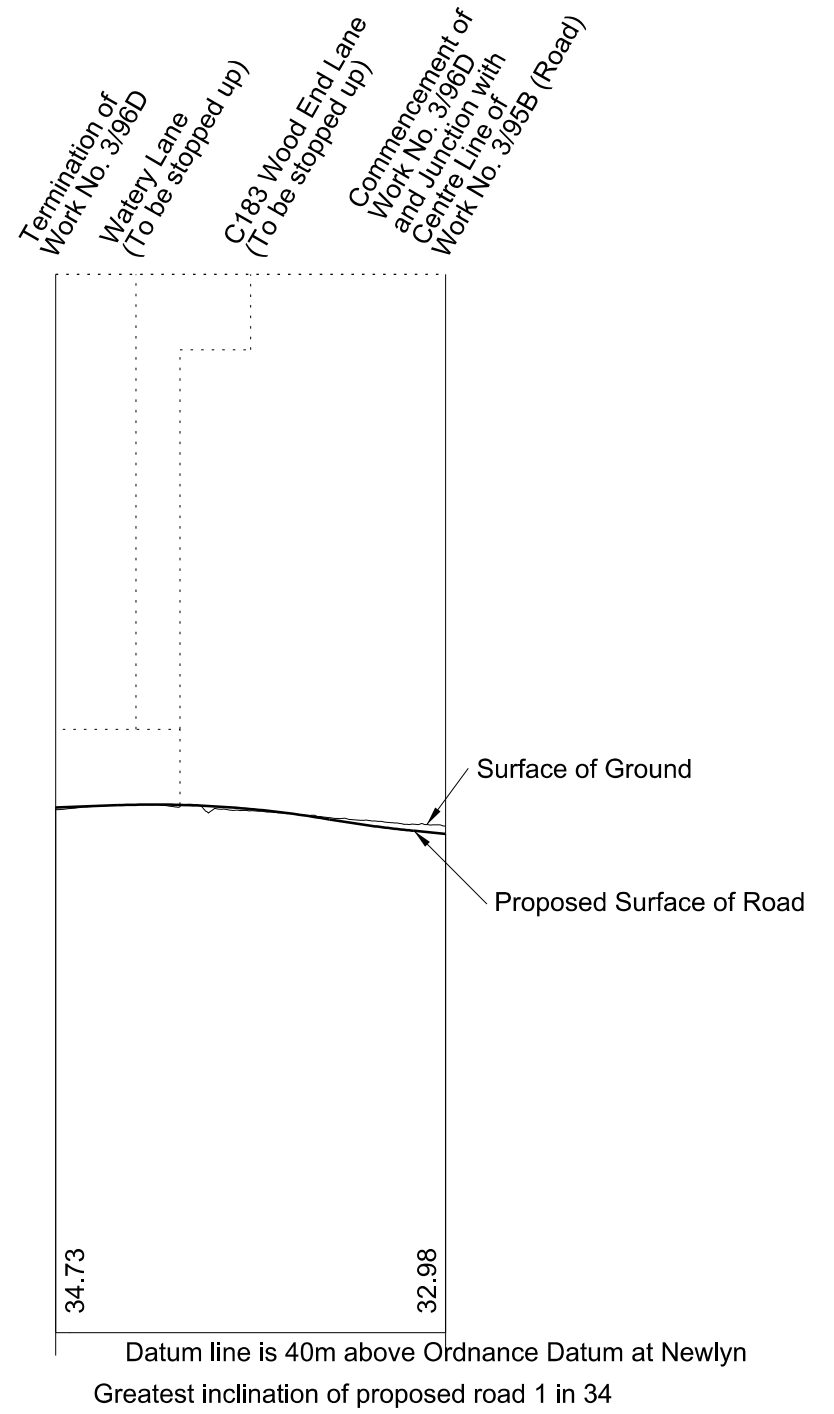 Termination of
Work No. 3/96D
Watery Lane
(To be stopped up)
C183 Wood End Lane
(To be stopped up)
Commencement of
Work No. 3/96D
and Junction with
Centre Line of
Work No. 3/95B (Road)
Surface of Ground
Proposed Surface of Road
34.73
32.98
Datum line is 40m above Ordnance Datum at Newlyn
Greatest inclination of proposed road 1 in 34